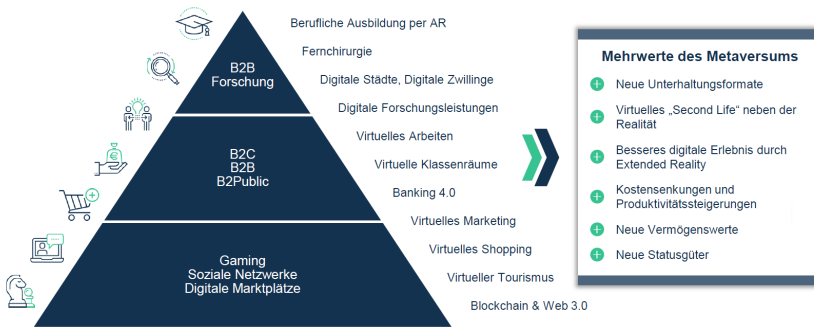 B2B
Forschung
B2C
B2B
B2Public
Gaming
Soziale Netzwerke
Digitale Marktplätze
Berufliche Ausbildung per AR
Fernchirurgie
Digitale Städte, Digitale Zwillinge
Digitale Forschungsleistungen
Virtuelles Arbeiten
Virtuelle Klassenräume
Banking 4.0
Virtuelles Marketing
Virtuelles Shopping
Virtueller Tourismus
Blockchain & Web 3.0
Mehrwerte des Metaversums
Neue Unterhaltungsformate
Virtuelles „Second Life“ neben der
Realität
Besseres digitale Erlebnis durch
Extended Reality
Kostensenkungen und
Produktivitätssteigerungen
Neue Vermögenswerte
Neue Statusgüter